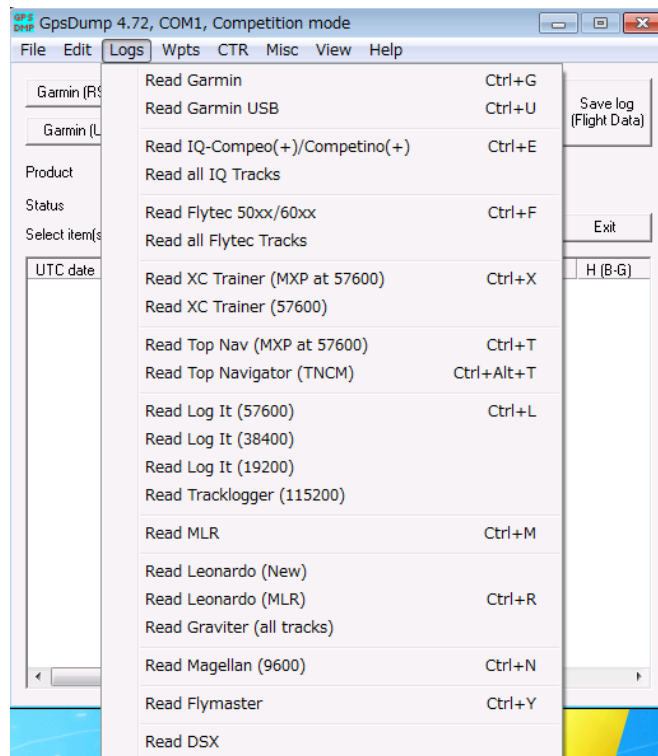 GPS DMP GpsDump 4.72, COM1, Competition mode
File Edit Logs Wpts CTR Misc View Help
Garmin (RS
Garmin (U
Product
Status
Select item(s
UTC date
Read Garmin Ctrl+G
Read Garmin USB Ctrl+U
Read IQ-Compeo(+)/Competino(+) Ctrl+E
Read all IQ Tracks
Read Flytec 50xx/60xx Ctrl+F
Read all Flytec Tracks
Read XC Trainer (MXP at 57600) Ctrl+X
Read XC Trainer (57600)
Read Top Nav (MXP at 57600) Ctrl+T
Read Top Navigator (TNCM) Ctrl+Alt+T
Read Log It (57600) Ctrl+L
Read Log It (38400)
Read Log It (19200)
Read Tracklogger (115200)
Read MLR Ctrl+M
Read Leonardo (New)
Read Leonardo (MLR) Ctrl+R
Read Graviter (all tracks)
Read Magellan (9600) Ctrl+N
Read Flymaster Ctrl+Y
Read DSX
Save log
(Flight Data)
Exit
H (B-G)